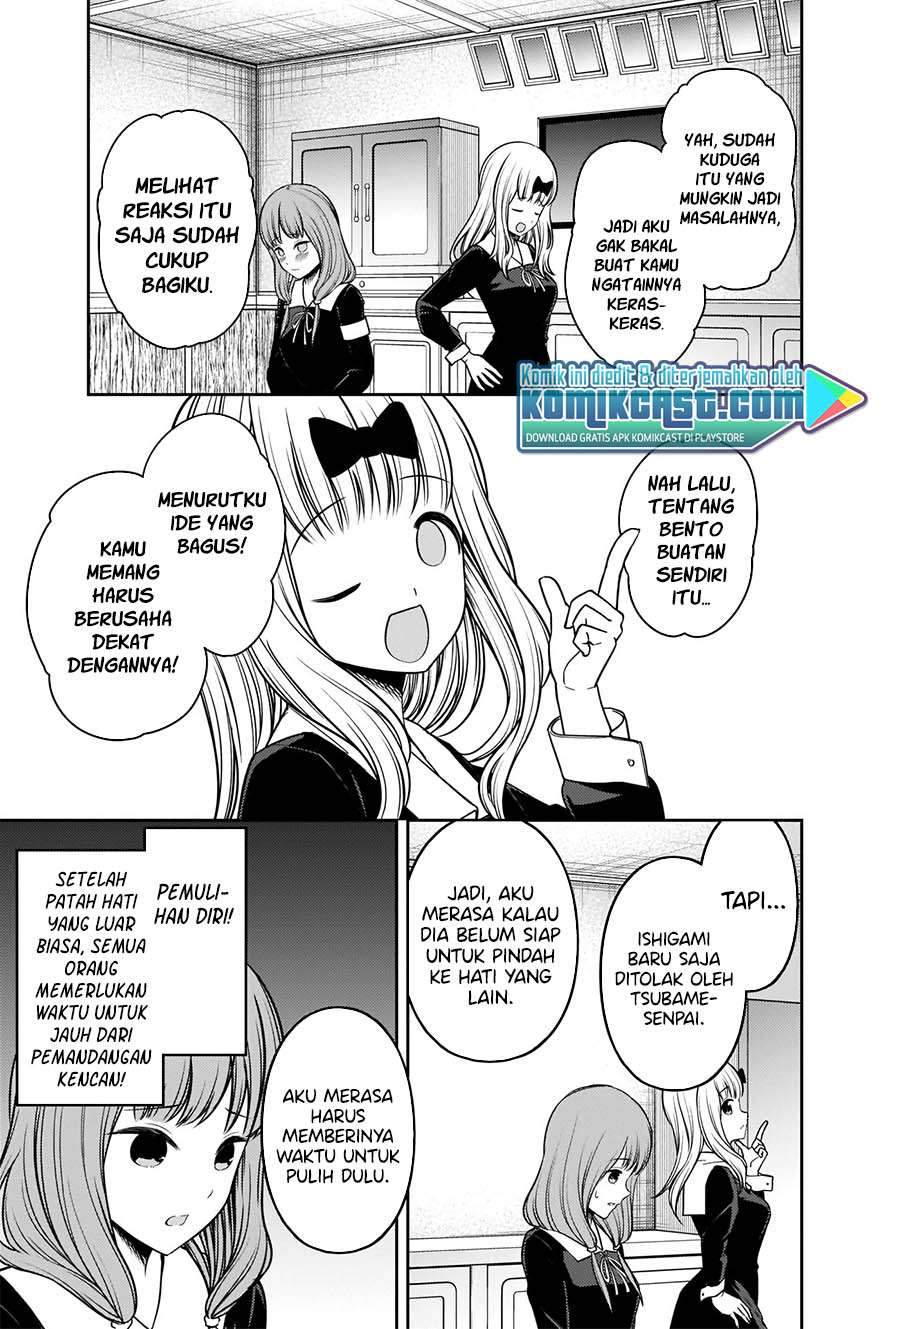 YAH, SUDAH
KUDUGA
ITU YANG
MUNGKIN JADI
MASALAHNYA,
JADI AKU
GAK BAKAL
BUAT KAMU
NGATAINNYA
KERAS-
KERAS.
MELIHAT
REAKSI ITU
SAJA SUDAH
CUKUP
BAGIKU.
Komik ini diedit & diterjemahkan oleh
KOMIKCAST.COM
DOWNLOAD GRATIS APK KOMIKCAST DI PLAYSTORE
NAH LALU,
TENTANG
BENTO
BUATAN
SENDIRI
ITU...
MENURUTKU
IDE YANG
BAGUS!
KAMU
MEMANG
HARUS
BERUSAHA
DEKAT
DENGANNYA!
TAPI...
ISHIGAMI
BARU SAJA
DITOLAK OLEH
TSUBAME-
SENPAI.
JADI, AKU
MERASA KALAU
DIA BELUM SIAP
UNTUK PINDAH
KE HATI YANG
LAIN.
PEMULI-
HAN DIRI!
SETELAH
PATAH HATI
YANG LUAR
BIASA, SEMUA
ORANG
MEMERLUKAN
WAKTU UNTUK
JAUH DARI
PEMANDANGAN
KENCAN!
AKU MERASA
HARUS
MEMBERINYA
WAKTU UNTUK
PULIH DULU.